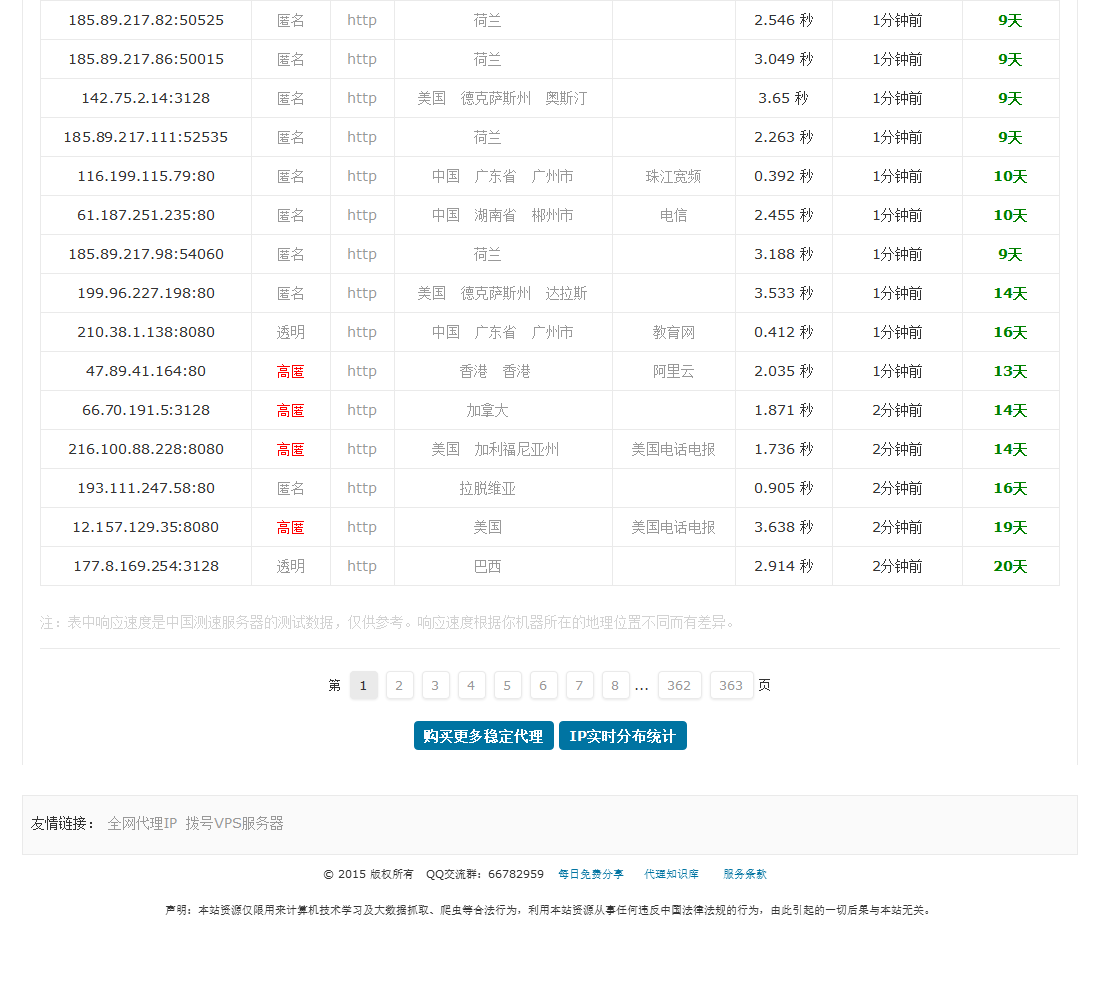 185.89.217.82:50525 匿名 http 荷兰 2.546 秒 1分钟前 9天
185.89.217.86:50015 匿名 http 荷兰 3.049 秒 1分钟前 9天
142.75.2.14:3128 匿名 http 美国 德克萨斯州 奥斯汀 3.65 秒 1分钟前 9天
185.89.217.111:52535 匿名 http 荷兰 2.263 秒 1分钟前 9天
116.199.115.79:80 匿名 http 中国 广东省 广州市 珠江宽频 0.392 秒 1分钟前 10天
61.187.251.235:80 匿名 http 中国 湖南省 郴州市 电信 2.455 秒 1分钟前 10天
185.89.217.98:54060 匿名 http 荷兰 3.188 秒 1分钟前 9天
199.96.227.198:80 匿名 http 美国 德克萨斯州 达拉斯 3.533 秒 1分钟前 14天
210.38.1.138:8080 透明 http 中国 广东省 广州市 教育网 0.412 秒 1分钟前 16天
47.89.41.164:80 高匿 http 香港 香港 阿里云 2.035 秒 1分钟前 13天
66.70.191.5:3128 高匿 http 加拿大 1.871 秒 2分钟前 14天
216.100.88.228:8080 高匿 http 美国 加利福尼亚州 美国电话电报 1.736 秒 2分钟前 14天
193.111.247.58:80 匿名 http 拉脱维亚 0.905 秒 2分钟前 16天
12.157.129.35:8080 高匿 http 美国 美国电话电报 3.638 秒 2分钟前 19天
177.8.169.254:3128 透明 http 巴西 2.914 秒 2分钟前 20天
注：表中响应速度是中国测速服务器的测试数据，仅供参考。响应速度根据你机器所在的地理位置不同而有差异。
第 1 2 3 4 5 6 7 8 ... 362 363 页
购买更多稳定代理 IP实时分布统计
友情链接： 全网代理IP 拨号VPS服务器
© 2015 版权所有 QQ交流群：66782959 每日免费分享 代理知识库 服务条款
声明：本站资源仅限用来计算机技术学习及大数据抓取、爬虫等合法行为，利用本站资源从事任何违反中国法律法规的行为，由此引起的一切后果与本站无关。